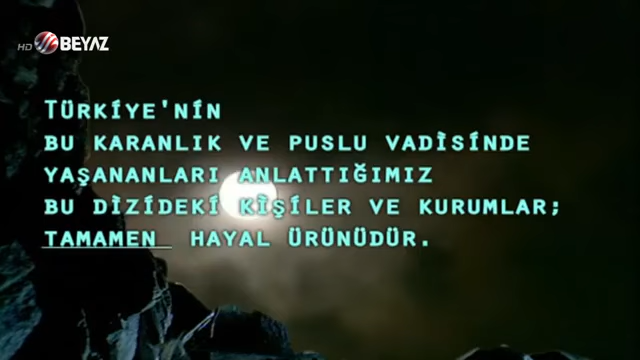 HD BEYAZ
TÜRKİYE'NİN
BU KARANLIK VE PUSLU VADİSİNDE
YAŞANANLARI ANLATTIĞIMIZ
BU DİZİDEKİ KİŞİLER VE KURUMLAR;
TAMAMEN HAYAL ÜRÜNÜDÜR.